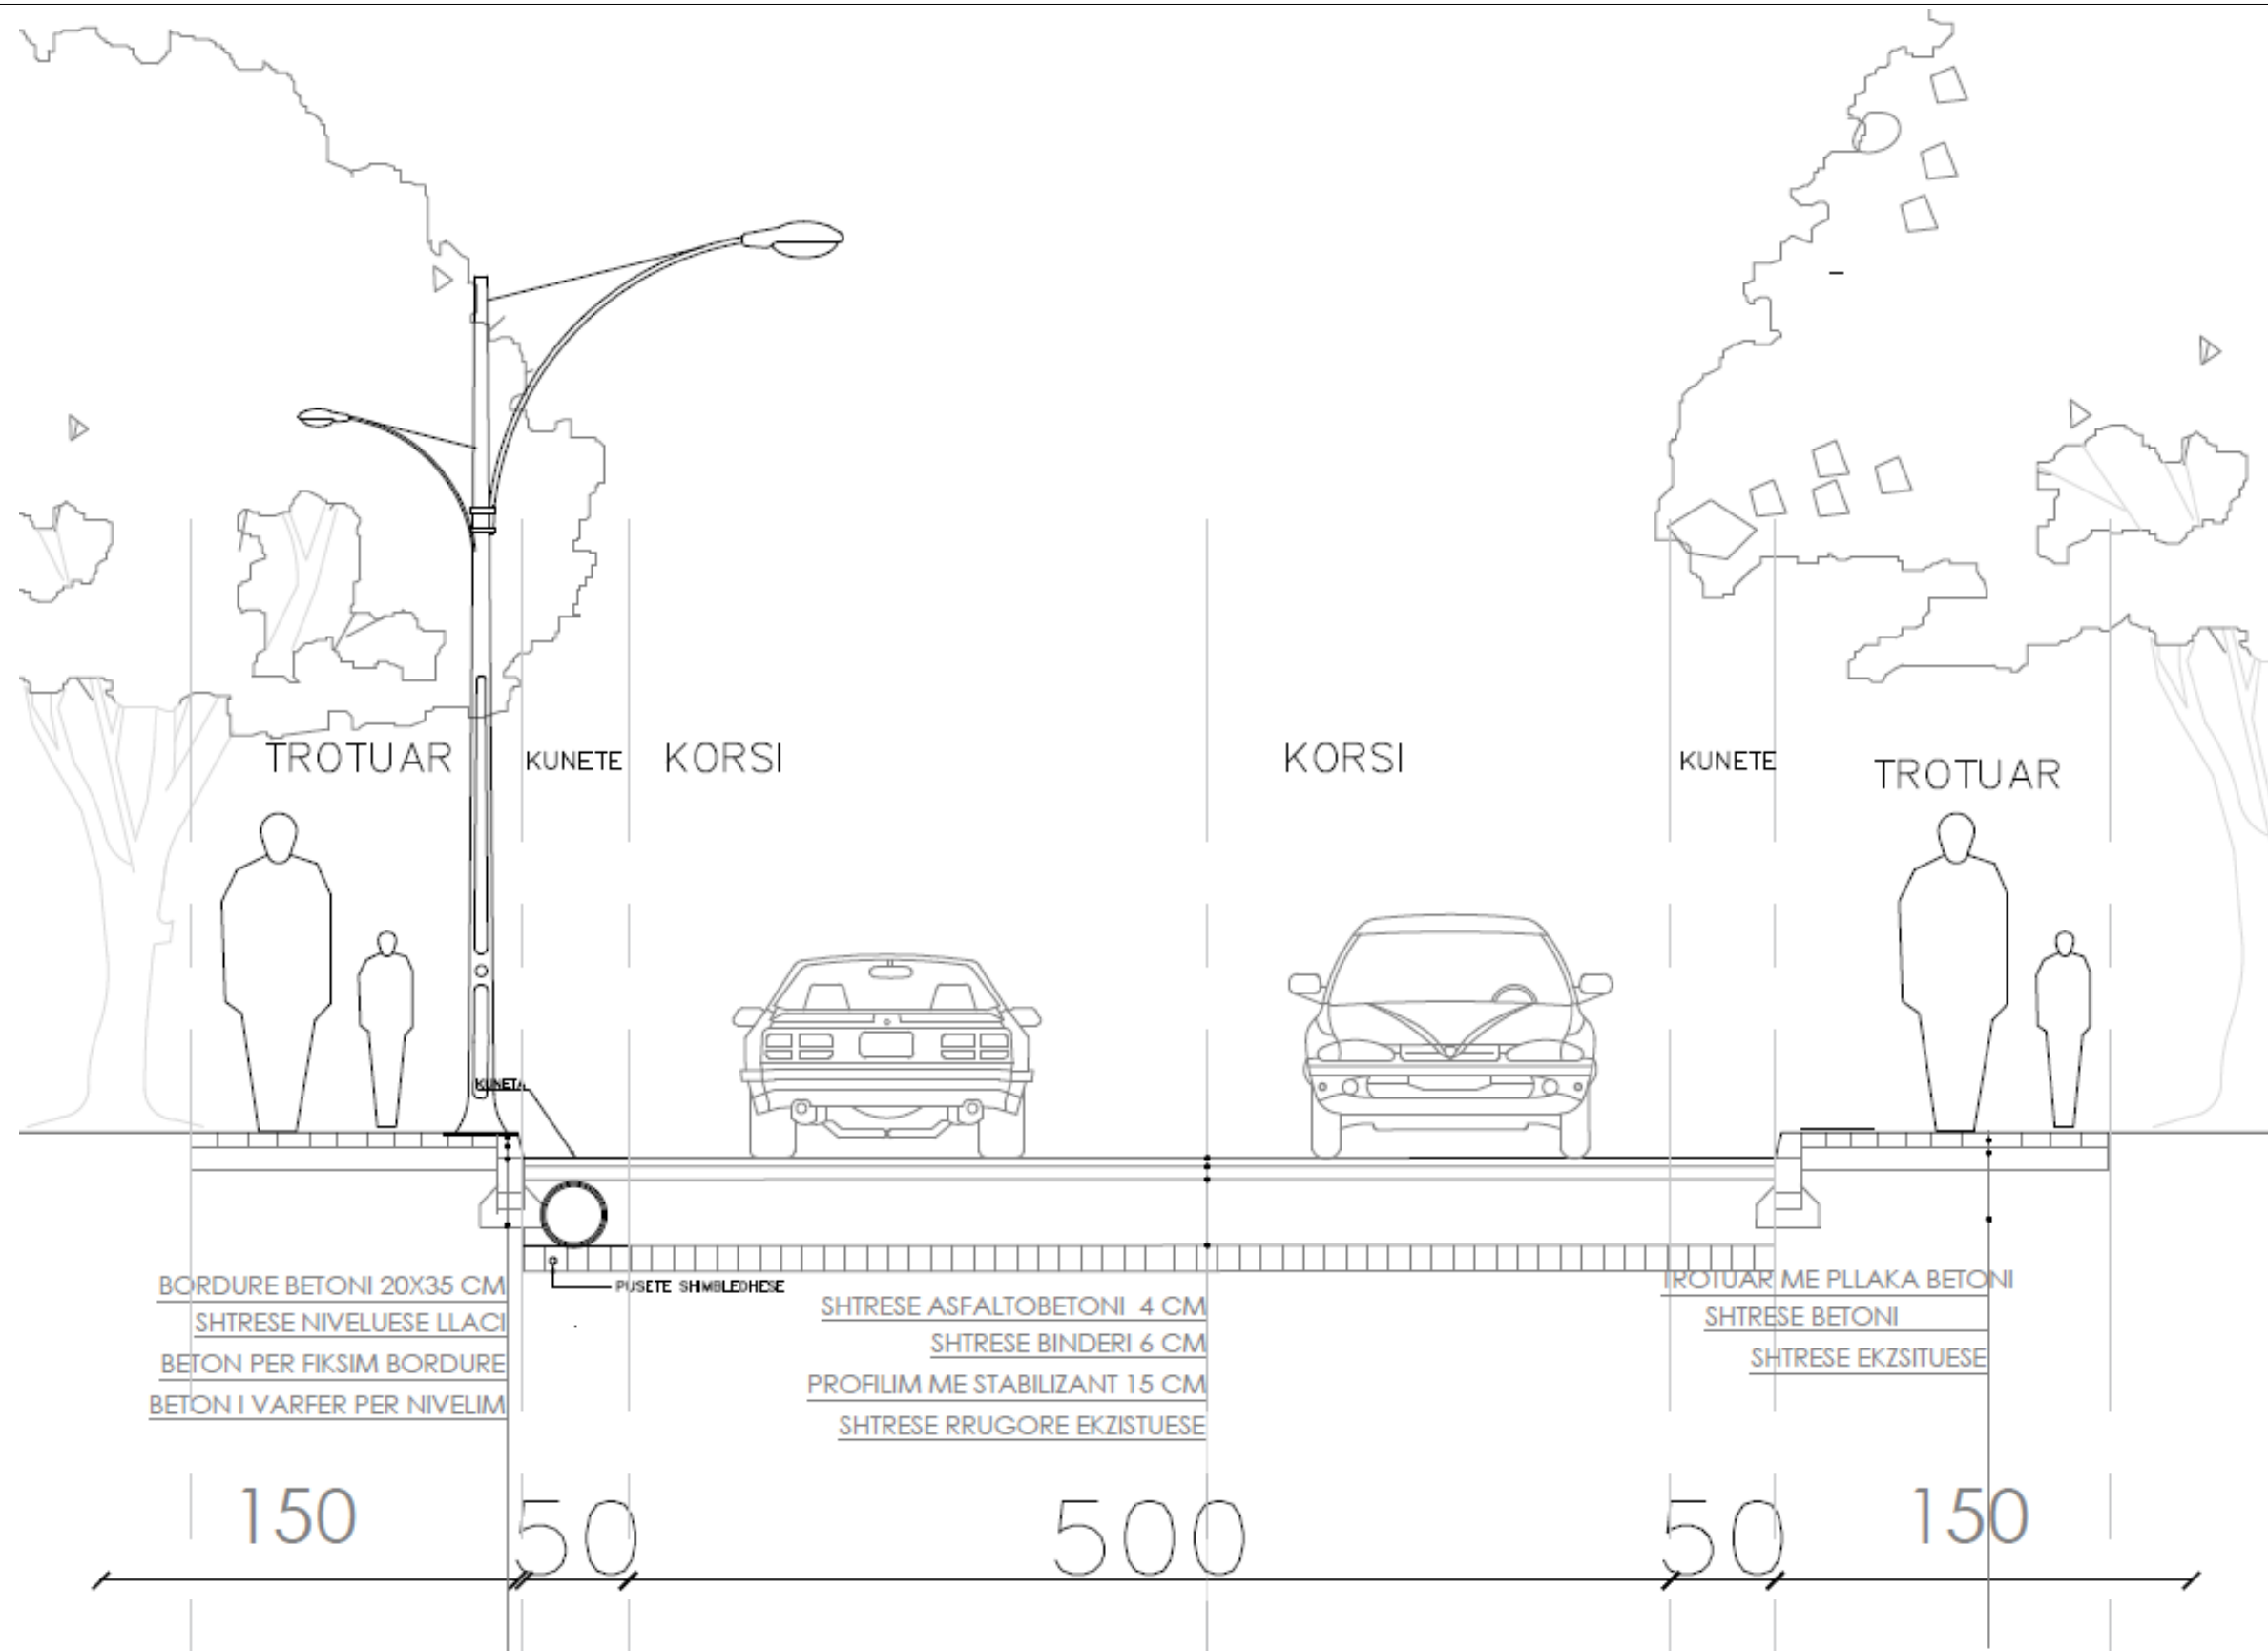 TROTUAR
KUNETE
KORSI
KORSI
KUNETE
TROTUAR
KUNETA
PUSETE SHIMBLEDHESE
BORDURE BETONI 20X35 CM
SHTRESE NIVELUESE LLACI
BETON PER FIKSIM BORDURE
BETON I VARFER PER NIVELIM
SHTRESE ASFALTOBETONI 4 CM
SHTRESE BINDERI 6 CM
PROFILIM ME STABILIZANT 15 CM
SHTRESE RRUGORE EKZISTUESE
TROTUAR ME PLLAKA BETONI
SHTRESE BETONI
SHTRESE EKZSITUESE
150
50
500
50
150